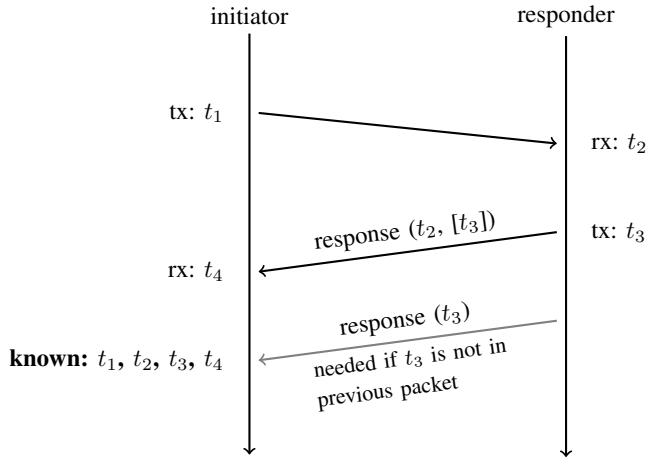 initiator
responder
tx: t₁
rx: t₂
response (t₂, [t₃])
tx: t₃
rx: t₄
response (t₃)
known: t₁, t₂, t₃, t₄
needed if t₃ is not in
previous packet